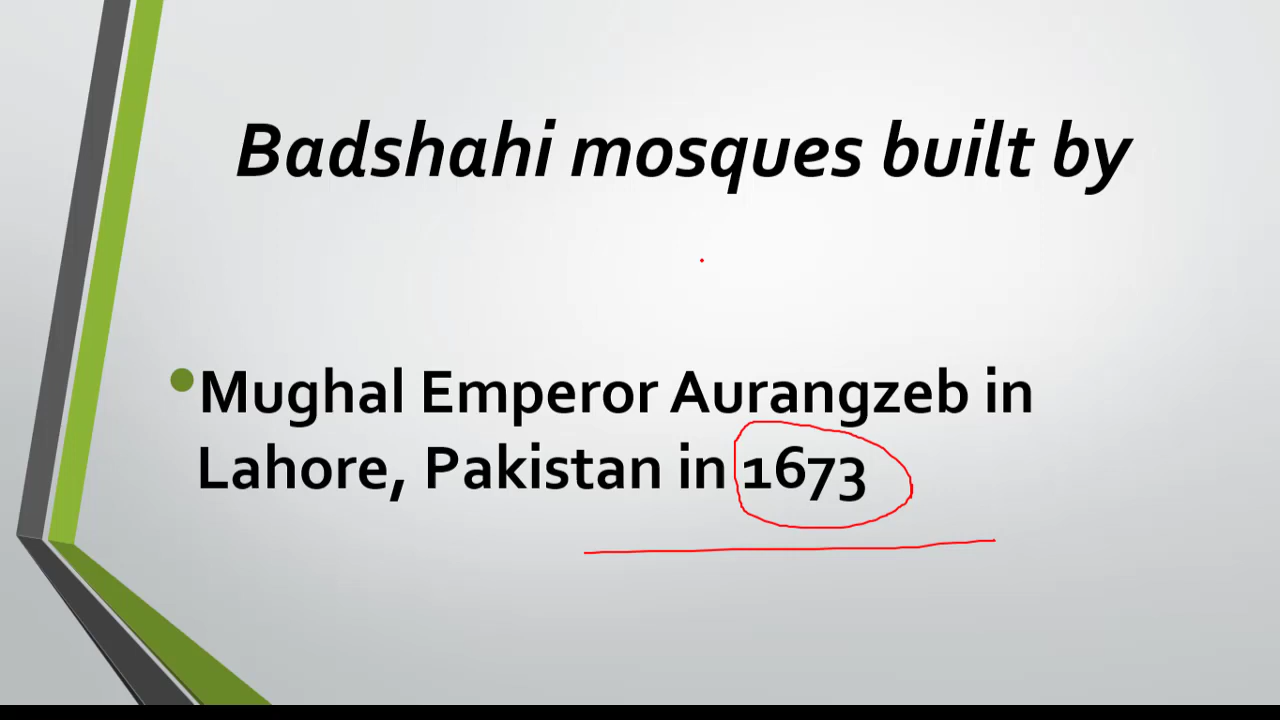 Badshahi mosques built by
Mughal Emperor Aurangzeb in
Lahore, Pakistan in 1673